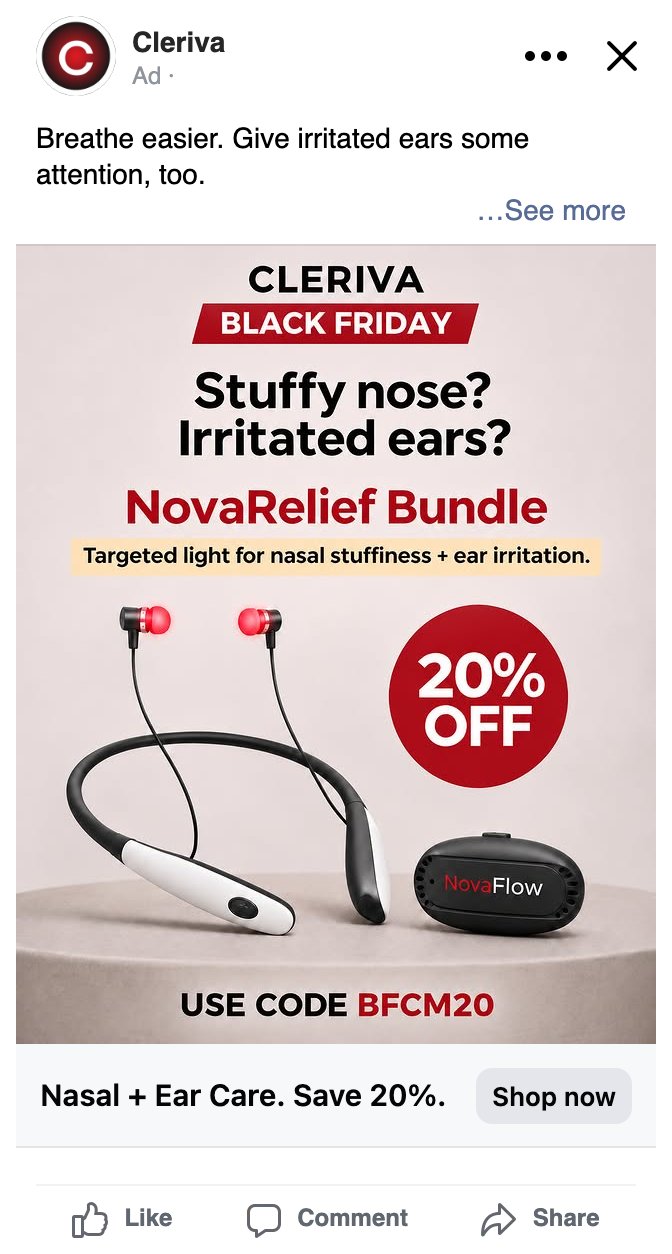 Cleriva
Ad ·
Breathe easier. Give irritated ears some
attention, too.
...See more
CLERIVA
BLACK FRIDAY
Stuffy nose?
Irritated ears?
NovaRelief Bundle
Targeted light for nasal stuffiness + ear irritation.
20%
OFF
NovaFlow
USE CODE BFCM20
Nasal + Ear Care. Save 20%.
Shop now
Like
Comment
Share